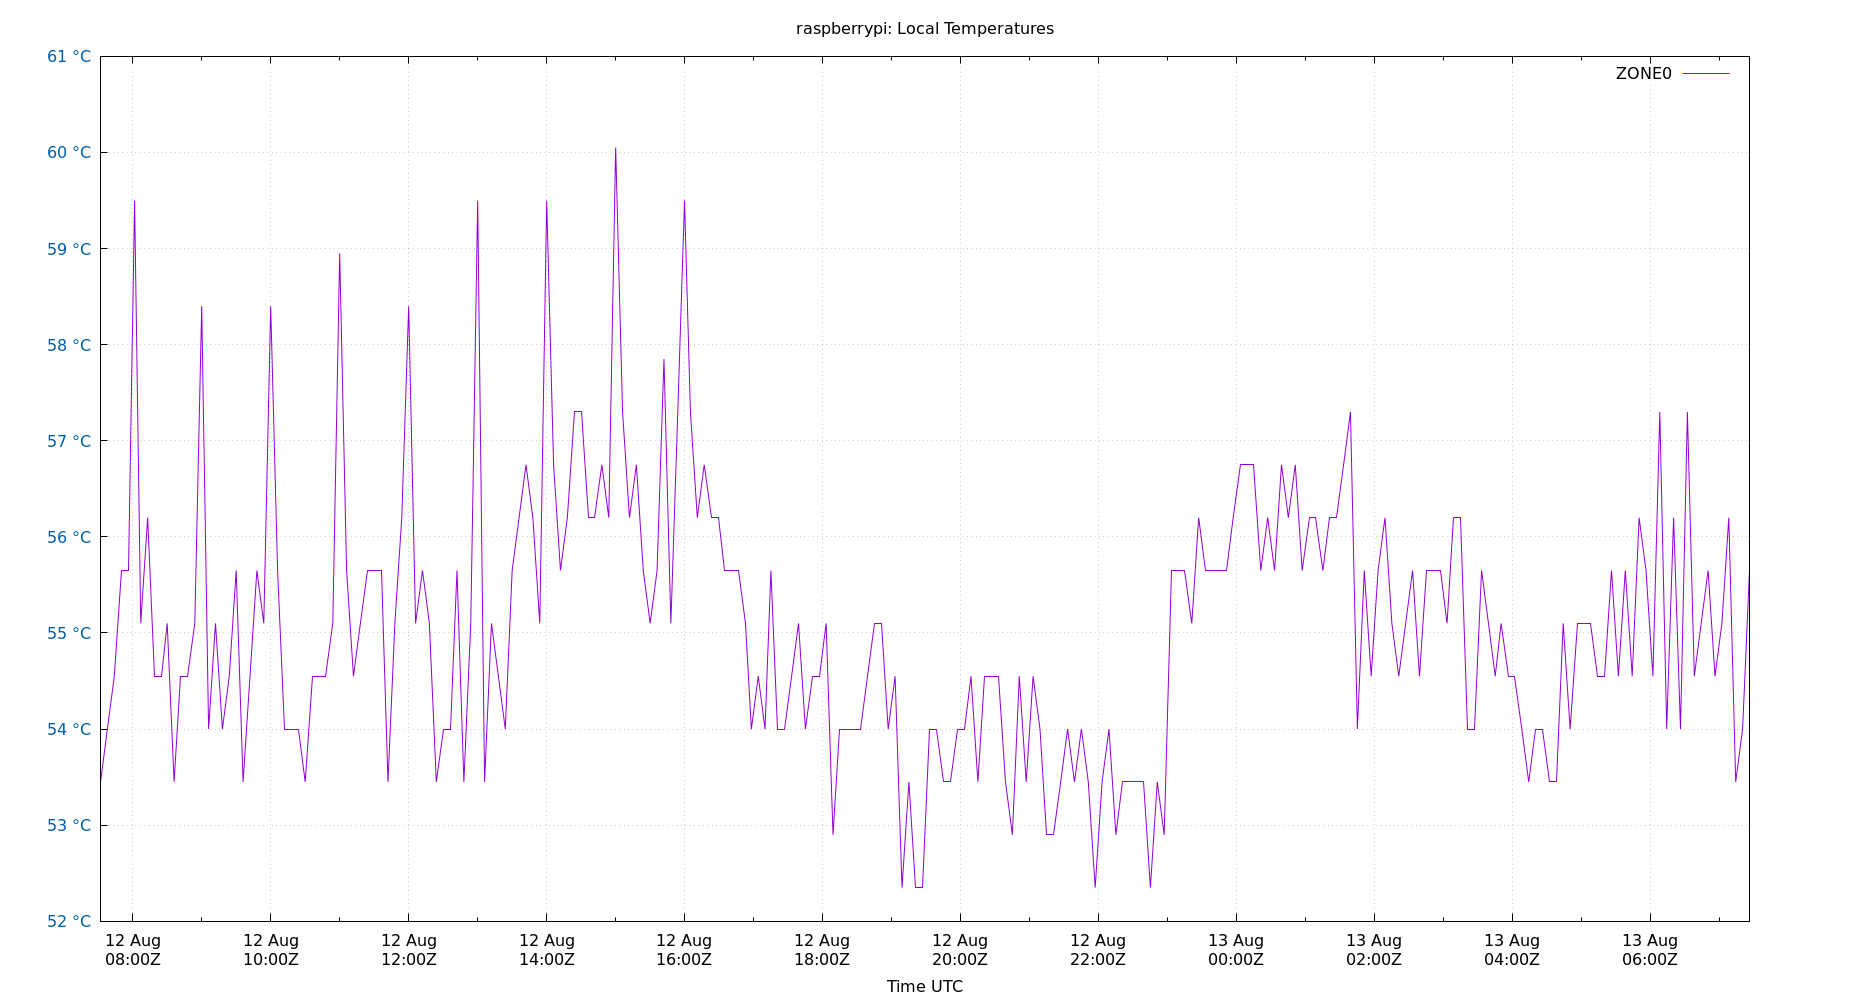 raspberrypi: Local Temperatures
61 °C
ZONE0
60 °C
59 °C
58 °C
57 °C
56 °C
55 °C
54 °C
53 °C
52 °C
12 Aug 12 Aug 12 Aug 12 Aug 12 Aug 12 Aug 12 Aug 12 Aug 13 Aug 13 Aug 13 Aug 13 Aug
08:00Z 10:00Z 12:00Z 14:00Z 16:00Z 18:00Z 20:00Z 22:00Z 00:00Z 02:00Z 04:00Z 06:00Z
Time UTC